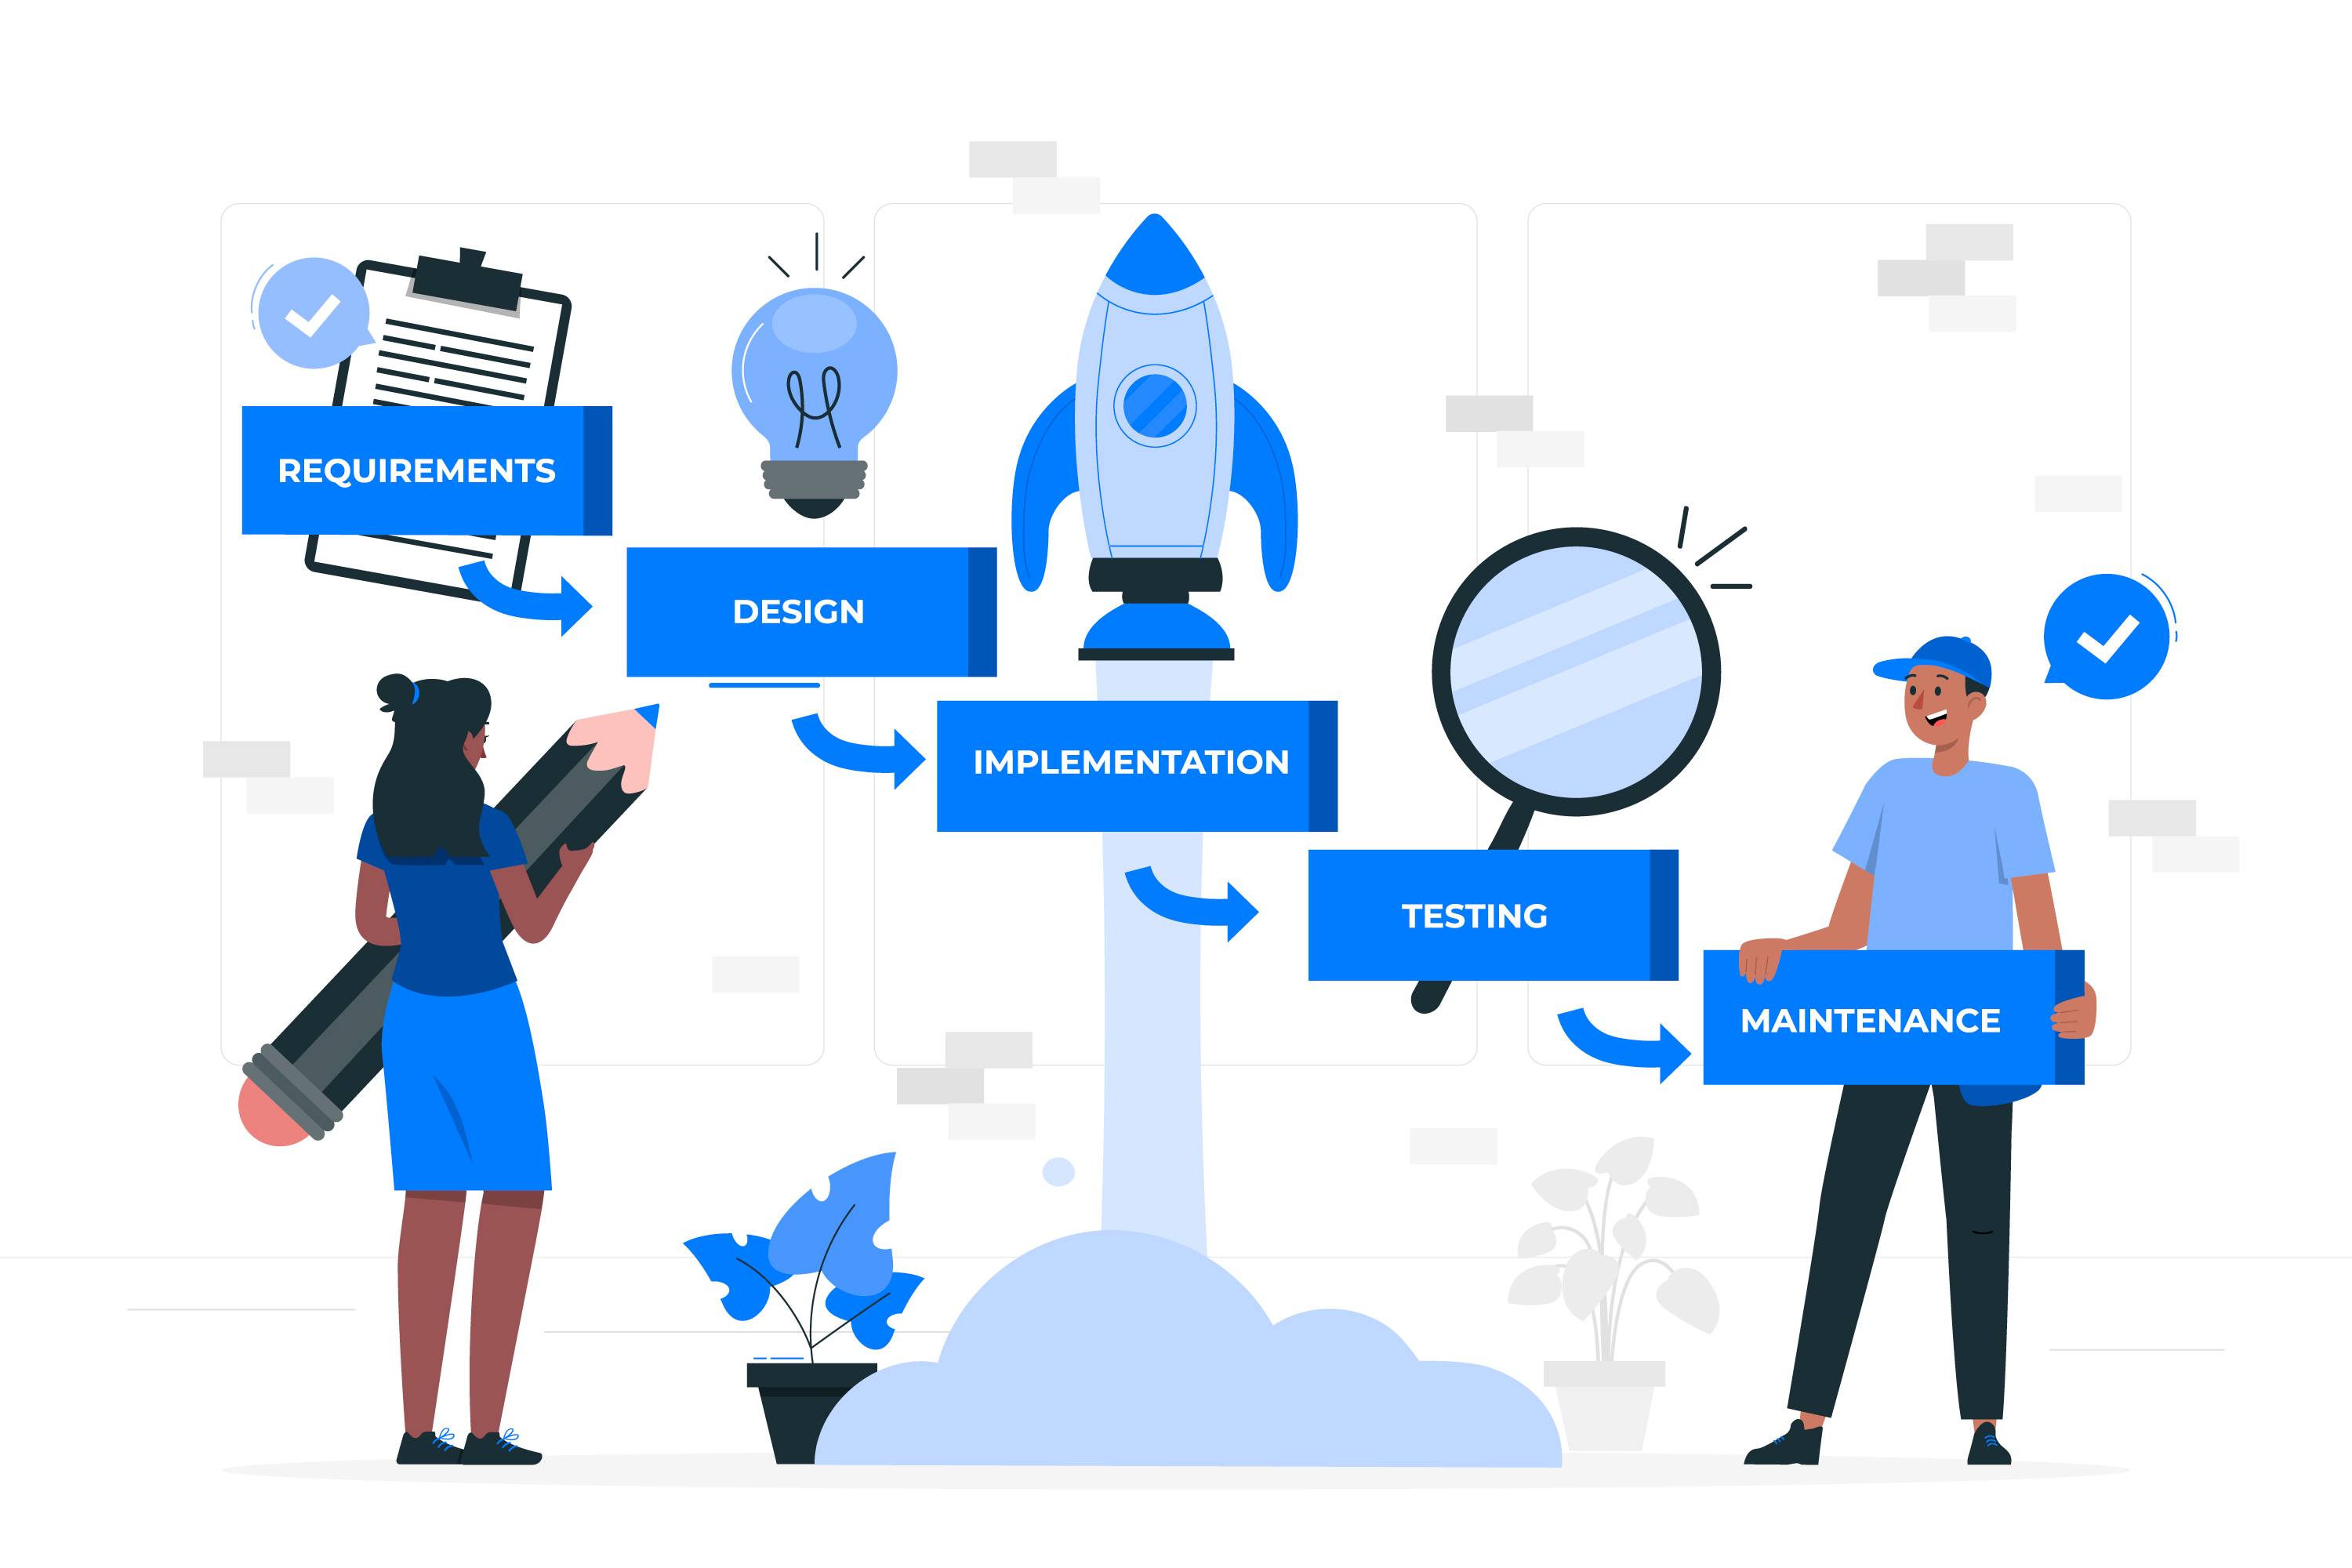 REQUIREMENTS
DESIGN
IMPLEMENTATION
TESTING
MAINTENANCE